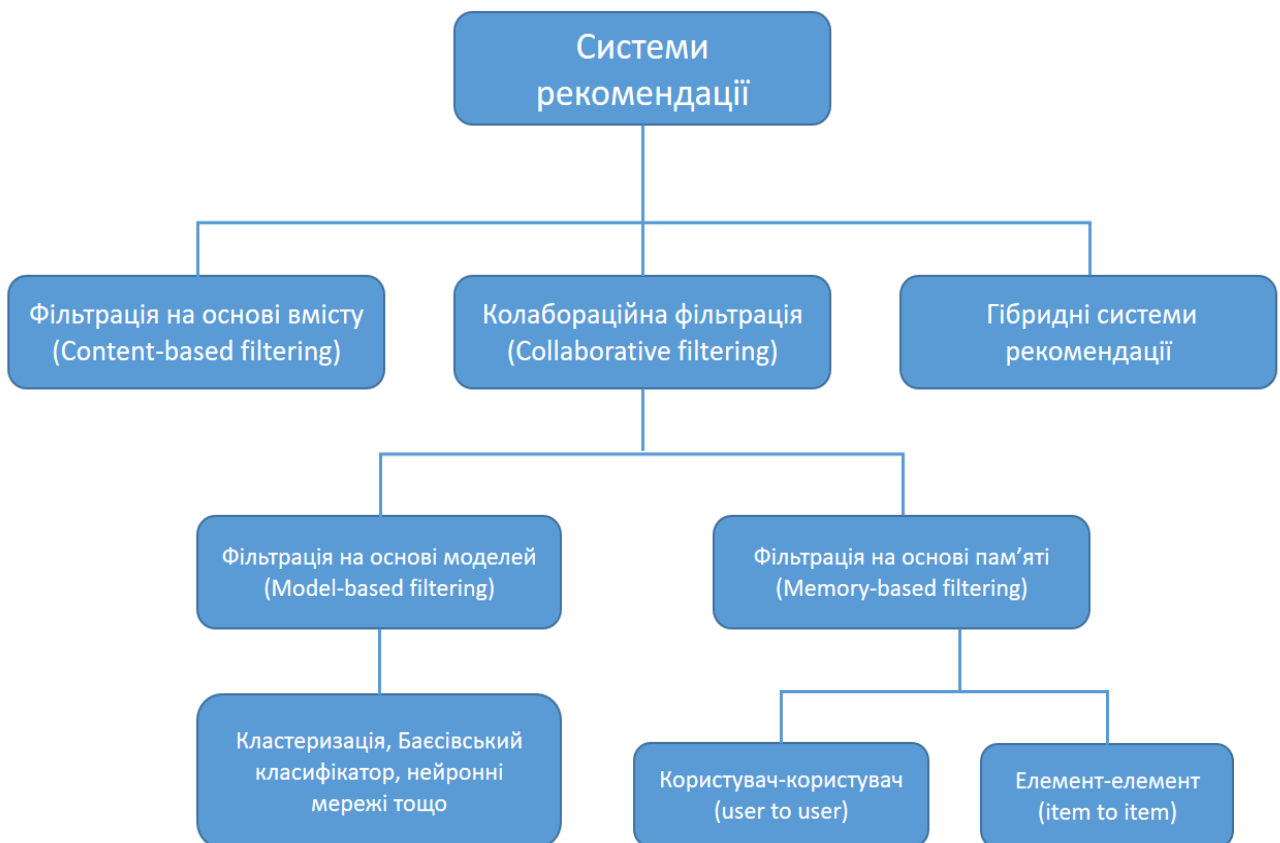 Системи
рекомендації
Фільтрація на основі вмісту
(Content-based filtering)
Колабораційна фільтрація
(Collaborative filtering)
Гібридні системи
рекомендації
Фільтрація на основі моделей
(Model-based filtering)
Фільтрація на основі пам’яті
(Memory-based filtering)
Кластеризація, Баєсівський
класифікатор, нейронні
мережі тощо
Користувач-користувач
(user to user)
Елемент-елемент
(item to item)